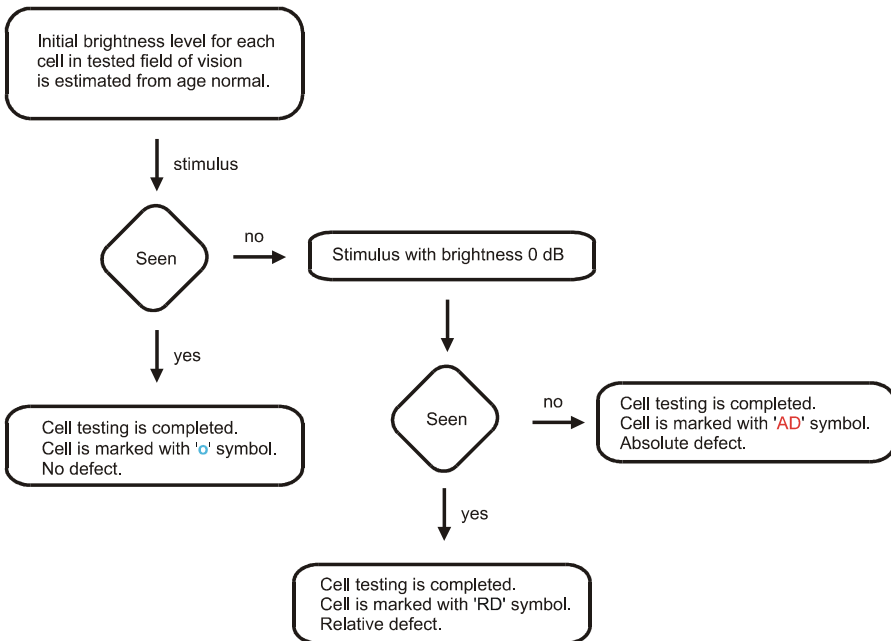 Initial brightness level for each
cell in tested field of vision
is estimated from age normal.
stimulus
Seen
no
Stimulus with brightness 0 dB
yes
Cell testing is completed.
Cell is marked with 'o' symbol.
No defect.
Seen
no
Cell testing is completed.
Cell is marked with 'AD' symbol.
Absolute defect.
yes
Cell testing is completed.
Cell is marked with 'RD' symbol.
Relative defect.